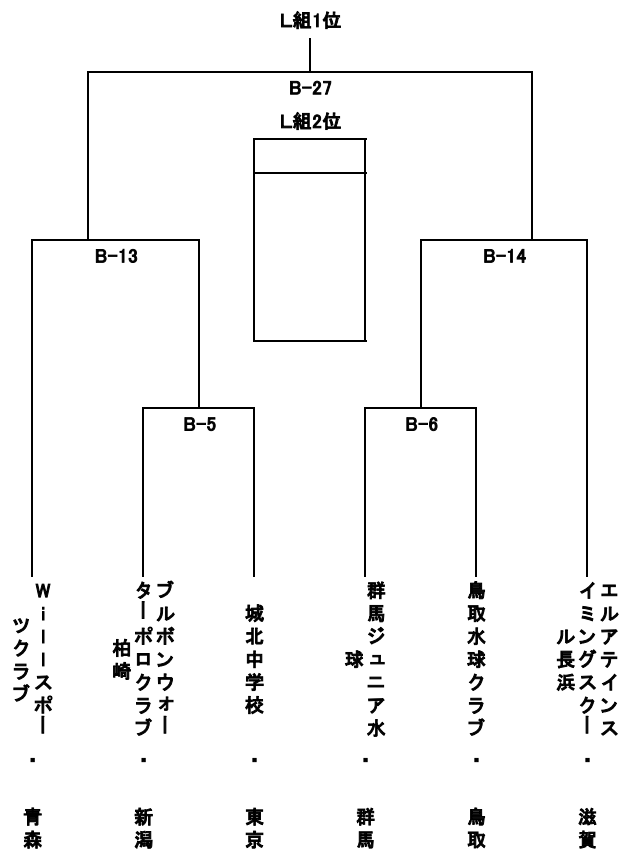 L組1位
B-27
L組2位
B-13
B-14
B-5
B-6
Willスポー
ツクラブ
・
青森
ブルボンウォー
ターポロクラブ
柏崎
・
新潟
城北中学校
・
東京
群馬ジュニア水
球
・
群馬
鳥取水球クラブ
・
鳥取
エルアテインス
イミングスクー
ル長浜
・
滋賀